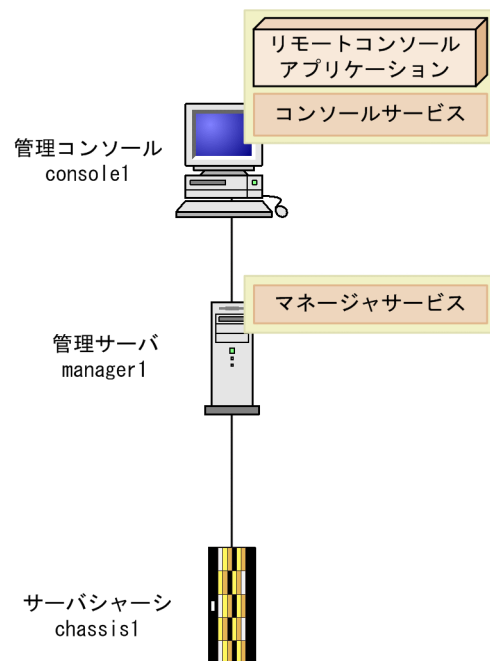 リモートコンソール
アプリケーション
コンソールサービス
管理コンソール
console1
マネージャサービス
管理サーバ
manager1
サーバシャーシ
chassis1